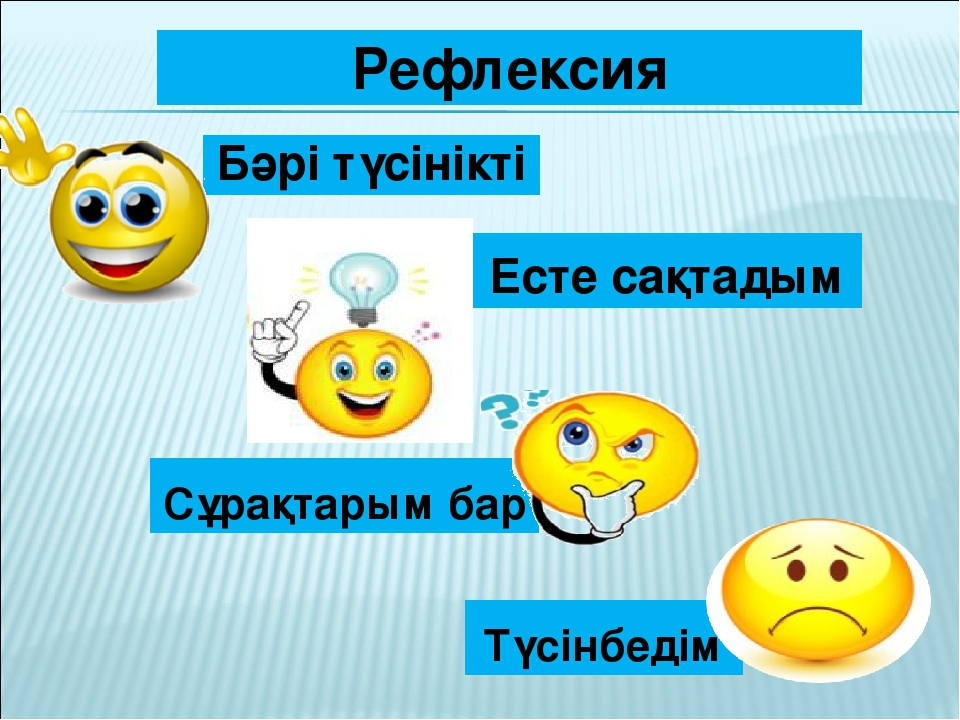 Рефлексия
Бәрі түсінікті
Есте сақтадым
Сұрақтарым бар
Түсінбедім